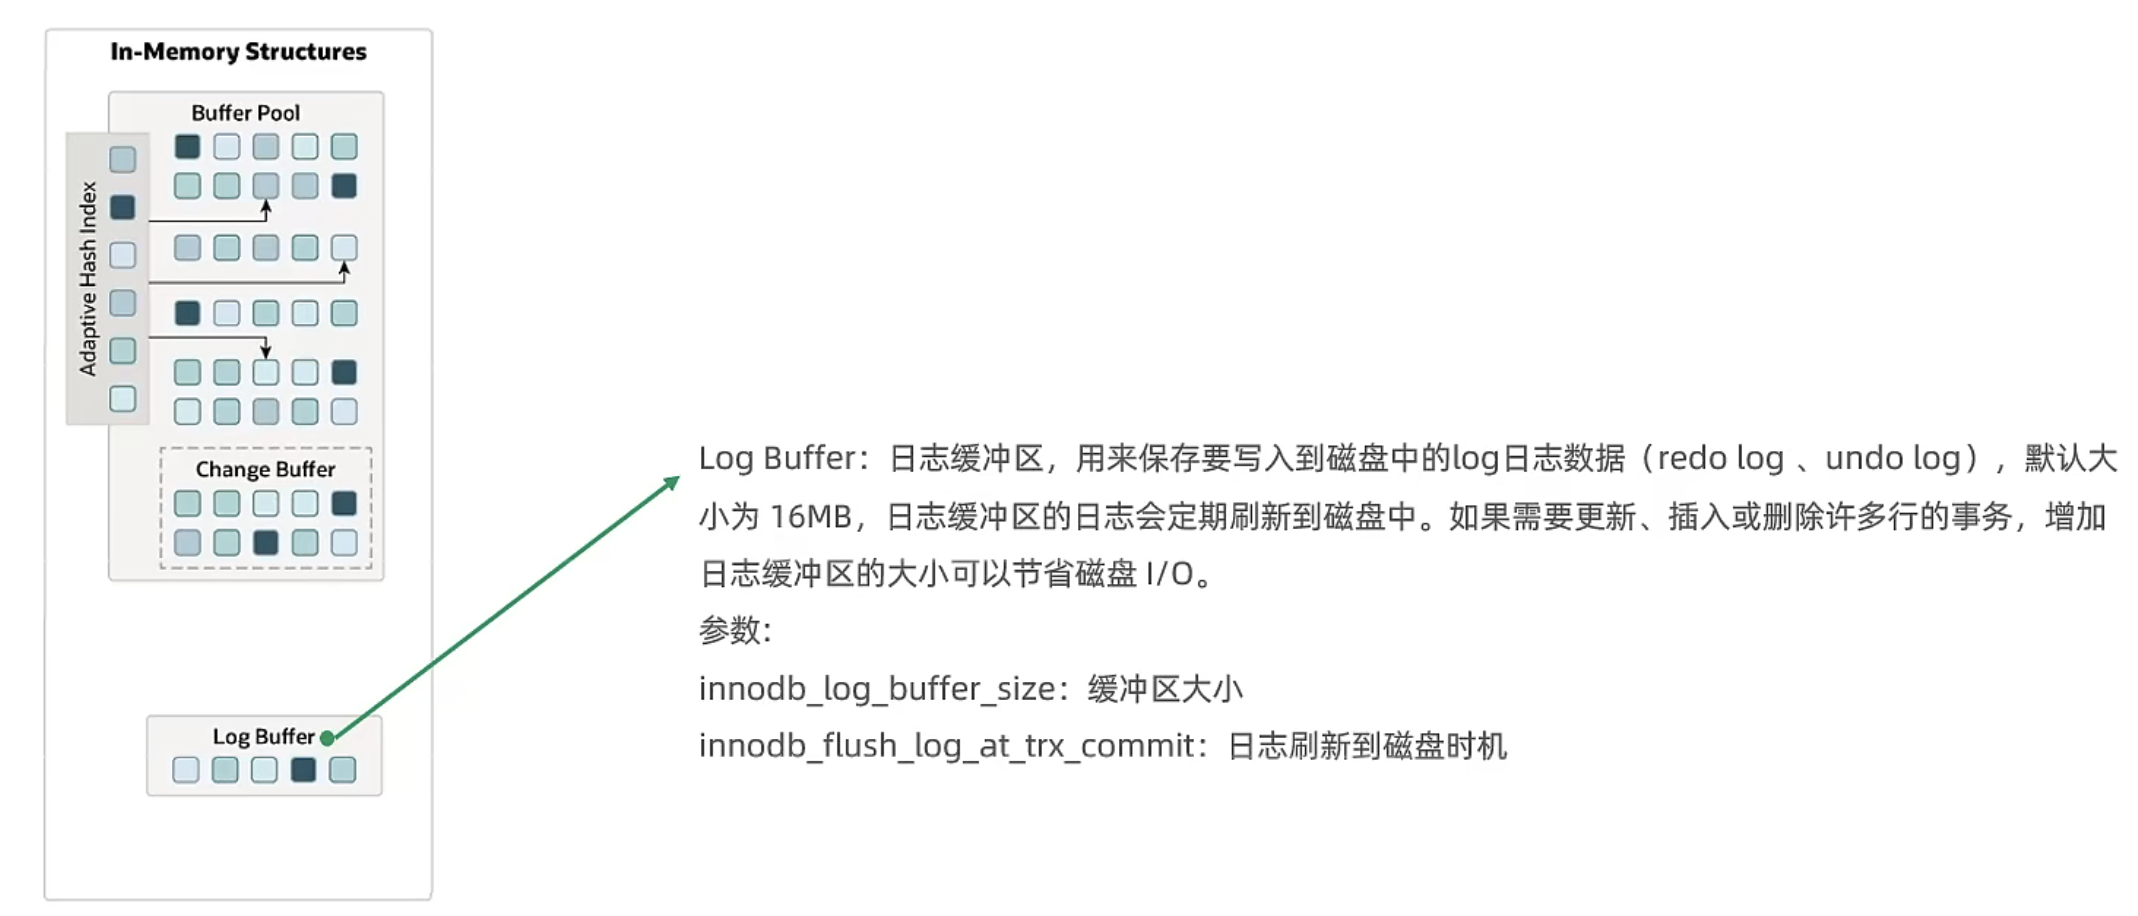 In-Memory Structures
Buffer Pool
Adaptive Hash Index
Change Buffer
Log Buffer
Log Buffer：日志缓冲区，用来保存要写入到磁盘中的log日志数据（redo log 、undo log），默认大
小为 16MB，日志缓冲区的日志会定期刷新到磁盘中。如果需要更新、插入或删除许多行的事务，增加
日志缓冲区的大小可以节省磁盘 I/O。
参数:
innodb_log_buffer_size：缓冲区大小
innodb_flush_log_at_trx_commit：日志刷新到磁盘时机